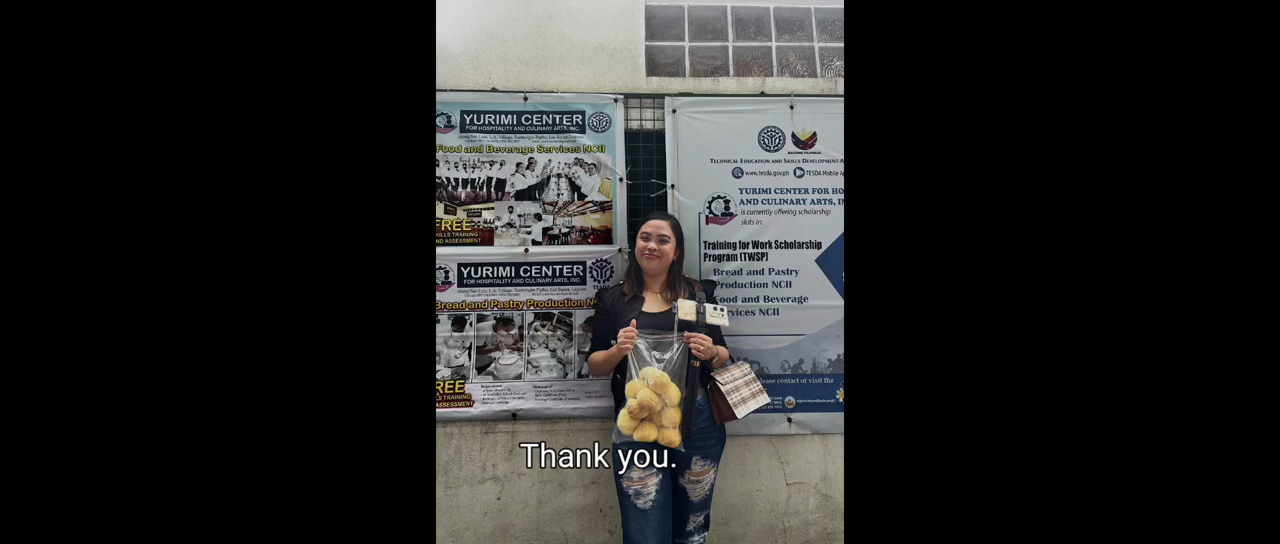 YURIMI CENTER
FOR HOSPITALITY AND CULINARY ARTS, INC.
Food and Beverage Services NCII
FREE
SKILLS TRAINING
AND ASSESSMENT
YURIMI CENTER
FOR HOSPITALITY AND CULINARY ARTS, INC.
TESDA
Bread and Pastry Production NC
REE
ASSESSMENT
TECHNICAL EDUCATION AND SKILLS DEVELOPMENT A
www.tesda.gov.ph
TESDA Mobile Ap
YURIMI CENTER FOR HO
AND CULINARY ARTS, IN
is currently offering scholarship
slots in:
Training for Work Scholarship
Program (TWSP)
Bread and Pastry
Production NCII
Food and Beverage
rvices NCII
lease contact or visit the
Thank you.